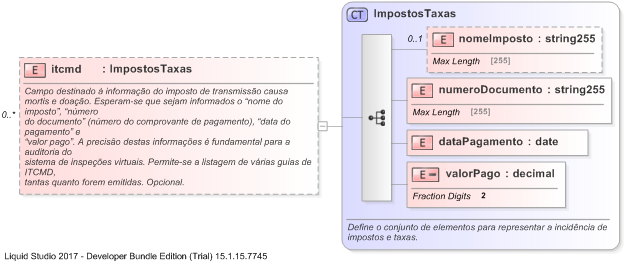 CT ImpostosTaxas
0..1
E nomeImposto : string255
Max Length [255]
E itcmd : ImpostosTaxas
Campo destinado á informação do imposto de transmissão causa
mortis e doação. Esperam-se que sejam informados o "nome do
imposto", "número
do documento" (número do comprovante de pagamento), "data do
pagamento" e
"valor pago". A precisão destas informações é fundamental para a
auditoria do
sistema de inspeções virtuais. Permite-se a listagem de várias guias de
ITCMD,
tantas quanto forem emitidas. Opcional.
0..*
E numeroDocumento : string255
Max Length [255]
E dataPagamento : date
E valorPago : decimal
Fraction Digits 2
Define o conjunto de elementos para representar a incidência de
impostos e taxas.
Liquid Studio 2017 - Developer Bundle Edition (Trial) 15.1.15.7745